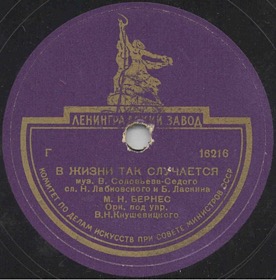 ЛЕНИНГРАДСКИЙ ЗАВОД
Г 16216
В ЖИЗНИ ТАК СЛУЧАЕТСЯ
муз. В. Соловьева-Седого
сл. Н. Лабковского и Б. Ласкина
М. Н. БЕРНЕС
Орк. под упр.
В.Н.Кнушевицкого
КОМИТЕТ ПО ДЕЛАМ ИСКУССТВ ПРИ СОВЕТЕ МИНИСТРОВ СССР